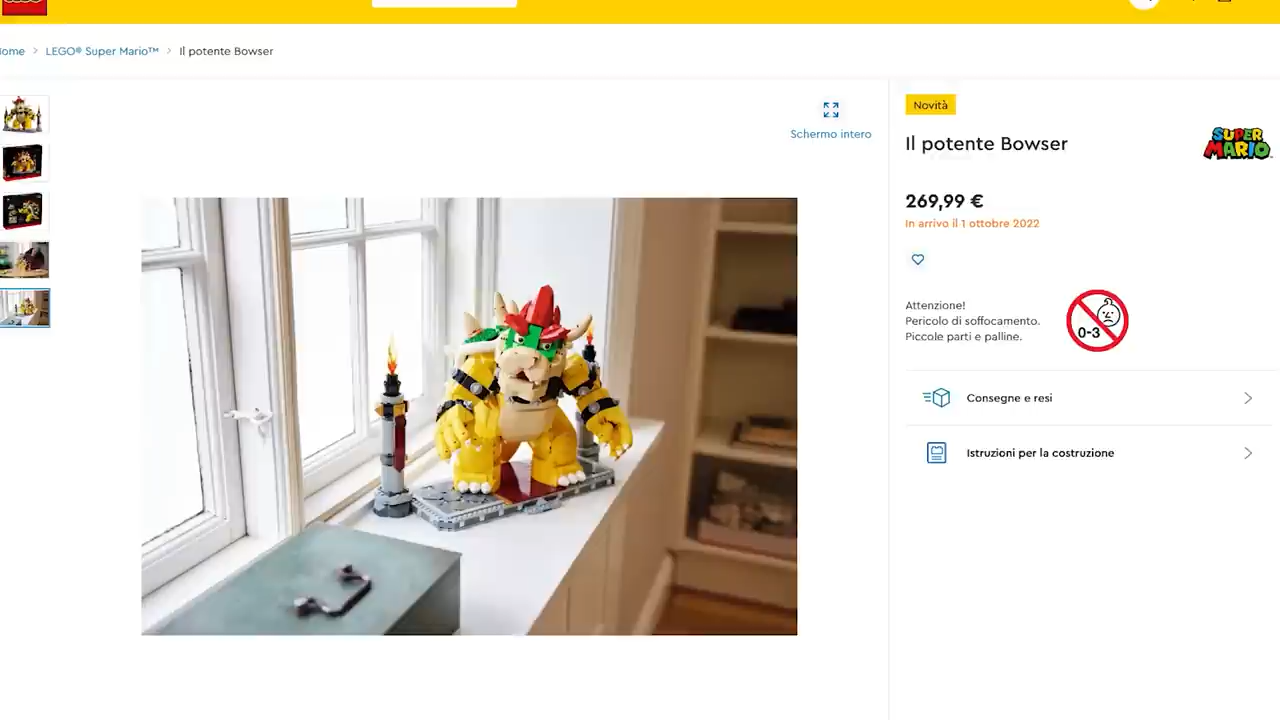 Home > LEGO® Super Mario™ > Il potente Bowser
Schermo intero
Novità
Il potente Bowser
SUPER
MARIO
269,99 €
In arrivo il 1 ottobre 2022
Attenzione!
Pericolo di soffocamento.
Piccole parti e palline.
0-3
Consegne e resi
Istruzioni per la costruzione